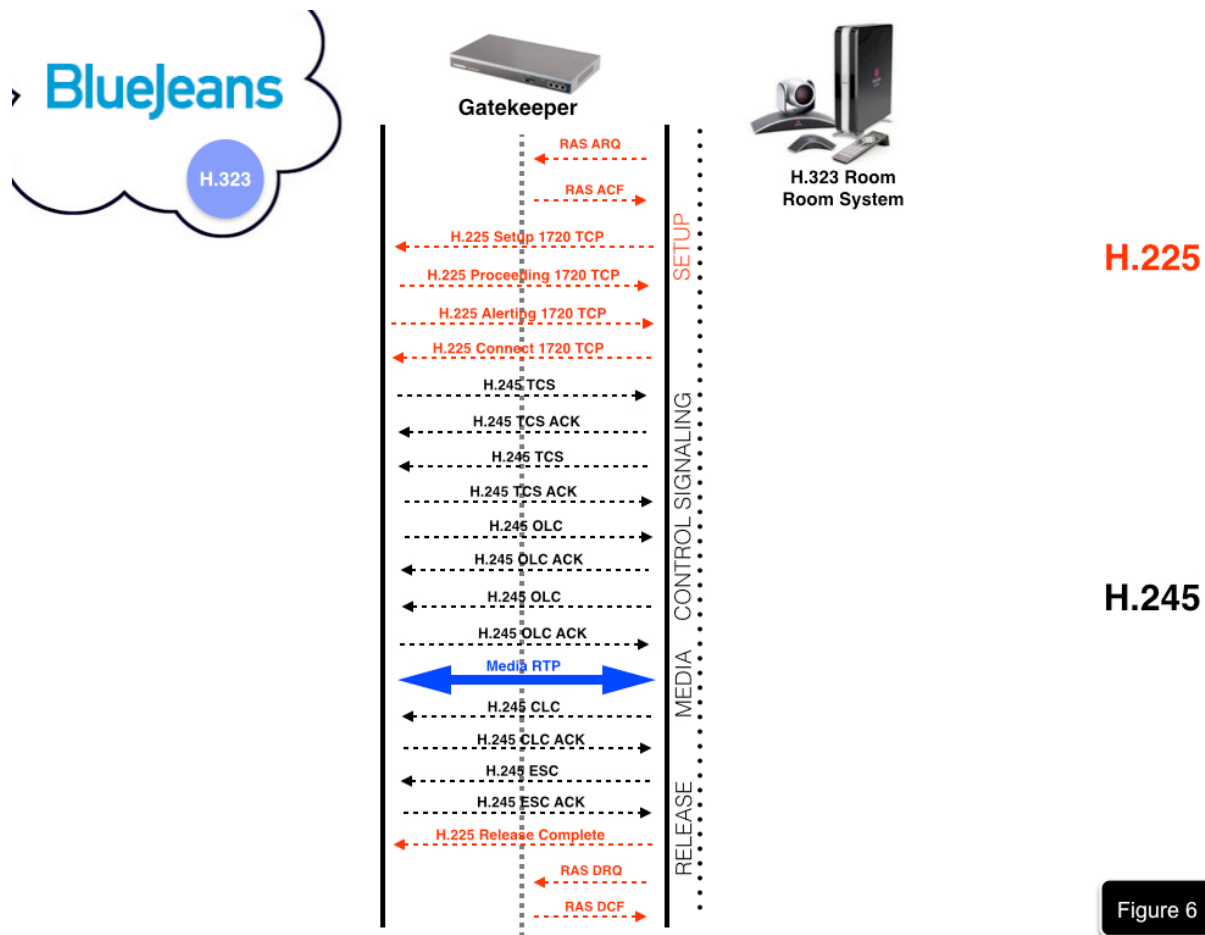 BlueJeans
H.323
Gatekeeper
H.323 Room
Room System
RAS ARQ
RAS ACF
H.225 Setup 1720 TCP
H.225 Proceeding 1720 TCP
H.225 Alerting 1720 TCP
H.225 Connect 1720 TCP
SETUP
H.225
H.245 TCS
H.245 TCS ACK
H.245 TCS
H.245 TCS ACK
H.245 OLC
H.245 OLC ACK
H.245 OLC
H.245 OLC ACK
CONTROL SIGNALING
H.245
Media RTP
MEDIA
H.245 CLC
H.245 CLC ACK
H.245 ESC
H.245 ESC ACK
H.225 Release Complete
RAS DRQ
RAS DCF
RELEASE
Figure 6